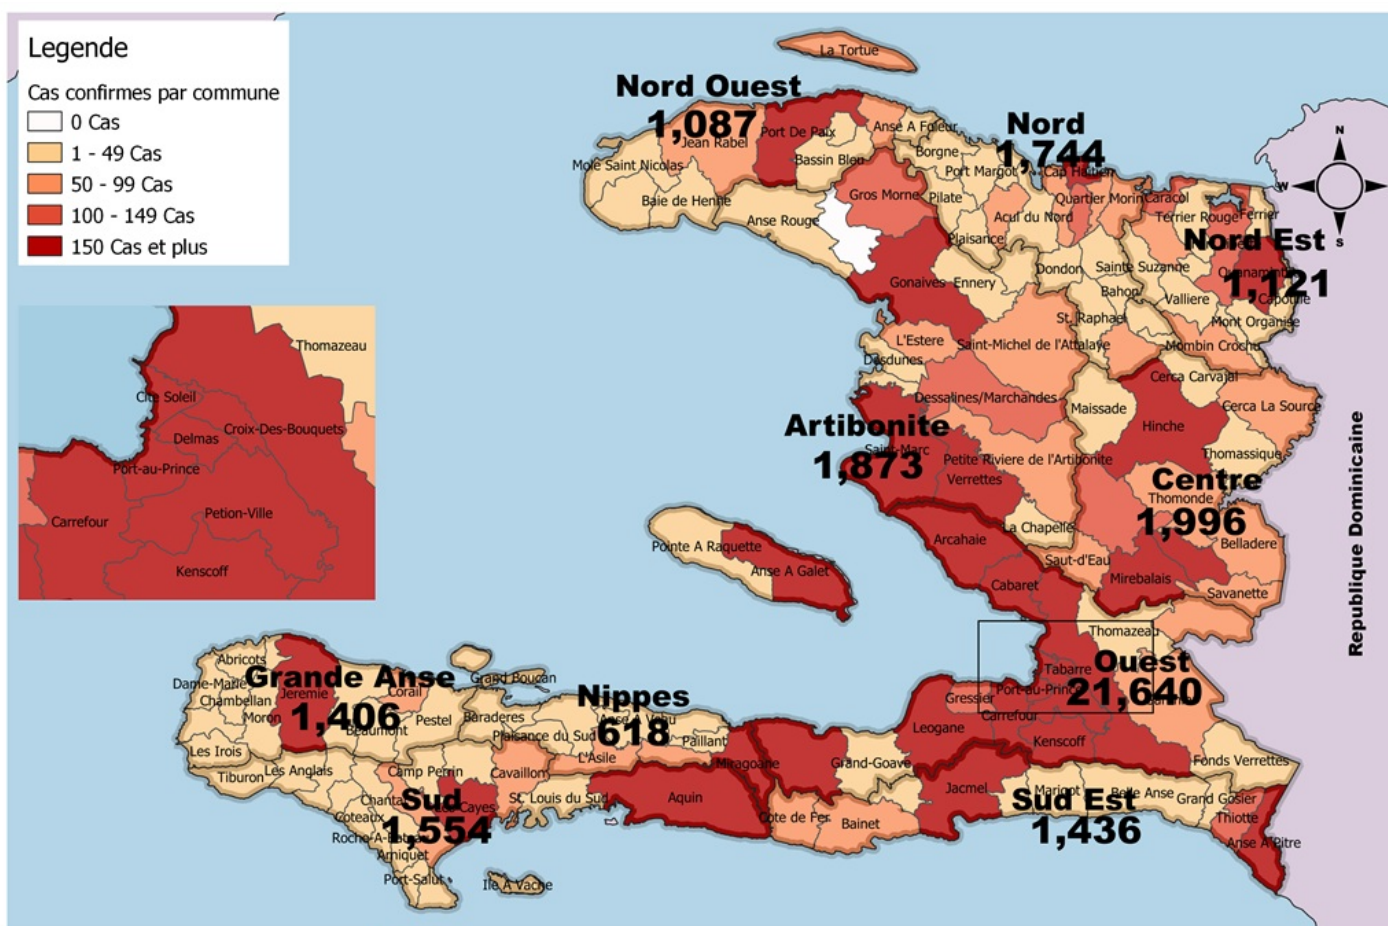 Legende
Cas confirmes par commune
0 Cas
1 - 49 Cas
50 - 99 Cas
100 - 149 Cas
150 Cas et plus
La Tortue
Nord Ouest
1,087
Port De Paix
Jean Rabel
Anse A Foleur
Mole Saint Nicolas
Bassin Bleu
Baie de Henne
Anse Rouge
Nord
1,744
Borgne
Port Margot
Cap Haitien
Gros Morne
Pilate
Quartier Morin
Caracol
Acul du Nord
Terrier Rouge
Ferrier
Plaisance
Nord Est
1,121
Gonaives
Ennery
Dondon
Sainte Suzanne
Bahon
Valliere
Capotille
St. Raphael
Mont Organise
L'Estere
Saint-Michel de l'Attalaye
Mombin Crochu
Desdunes
Cerca Carvajal
Dessalines/Marchandes
Maissade
Cerca La Source
Artibonite
1,873
Saint-Marc
Hinche
Petite Riviere de l'Artibonite
Verrettes
Thomassique
Centre
1,996
Thomonde
La Chapelle
Arcahaie
Belladere
Saut-d'Eau
Cabaret
Mirebalais
Savanette
Pointe A Raquette
Anse A Galet
Thomazeau
Republique Dominicaine
N
W
S
Thomazeau
Cite Soleil
Delmas
Croix-Des-Bouquets
Port-au-Prince
Carrefour
Petion-Ville
Kenscoff
Ouest
21,640
Tabarre
Port-au-Prince
Gressier
Carrefour
Leogane
Kenscoff
Fonds Verrettes
Abricots
Dame-Marie
Chambellan
Grande Anse
1,406
Jeremie
Corail
Moron
Beaumont
Pestel
Les Irois
Grand Boucan
Nippes
618
Baraderes
Anse A Veau
Plaisance du Sud
Paillant
L'Asile
Miragoane
Grand-Goave
Tiburon
Les Anglais
Camp Perrin
Cavaillon
Sud
1,554
Les Cayes
St. Louis du Sud
Aquin
Coteaux
Arniquet
Port-Salut
Ile A Vache
Cote de Fer
Bainet
Jacmel
Sud Est
1,436
Marigot
Belle Anse
Grand Gosier
Thiotte
Anse A Pitre